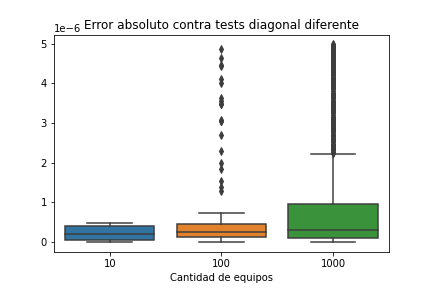 Error absoluto contra tests diagonal diferente
1e−6
5
4
3
2
1
0
10 100 1000
Cantidad de equipos